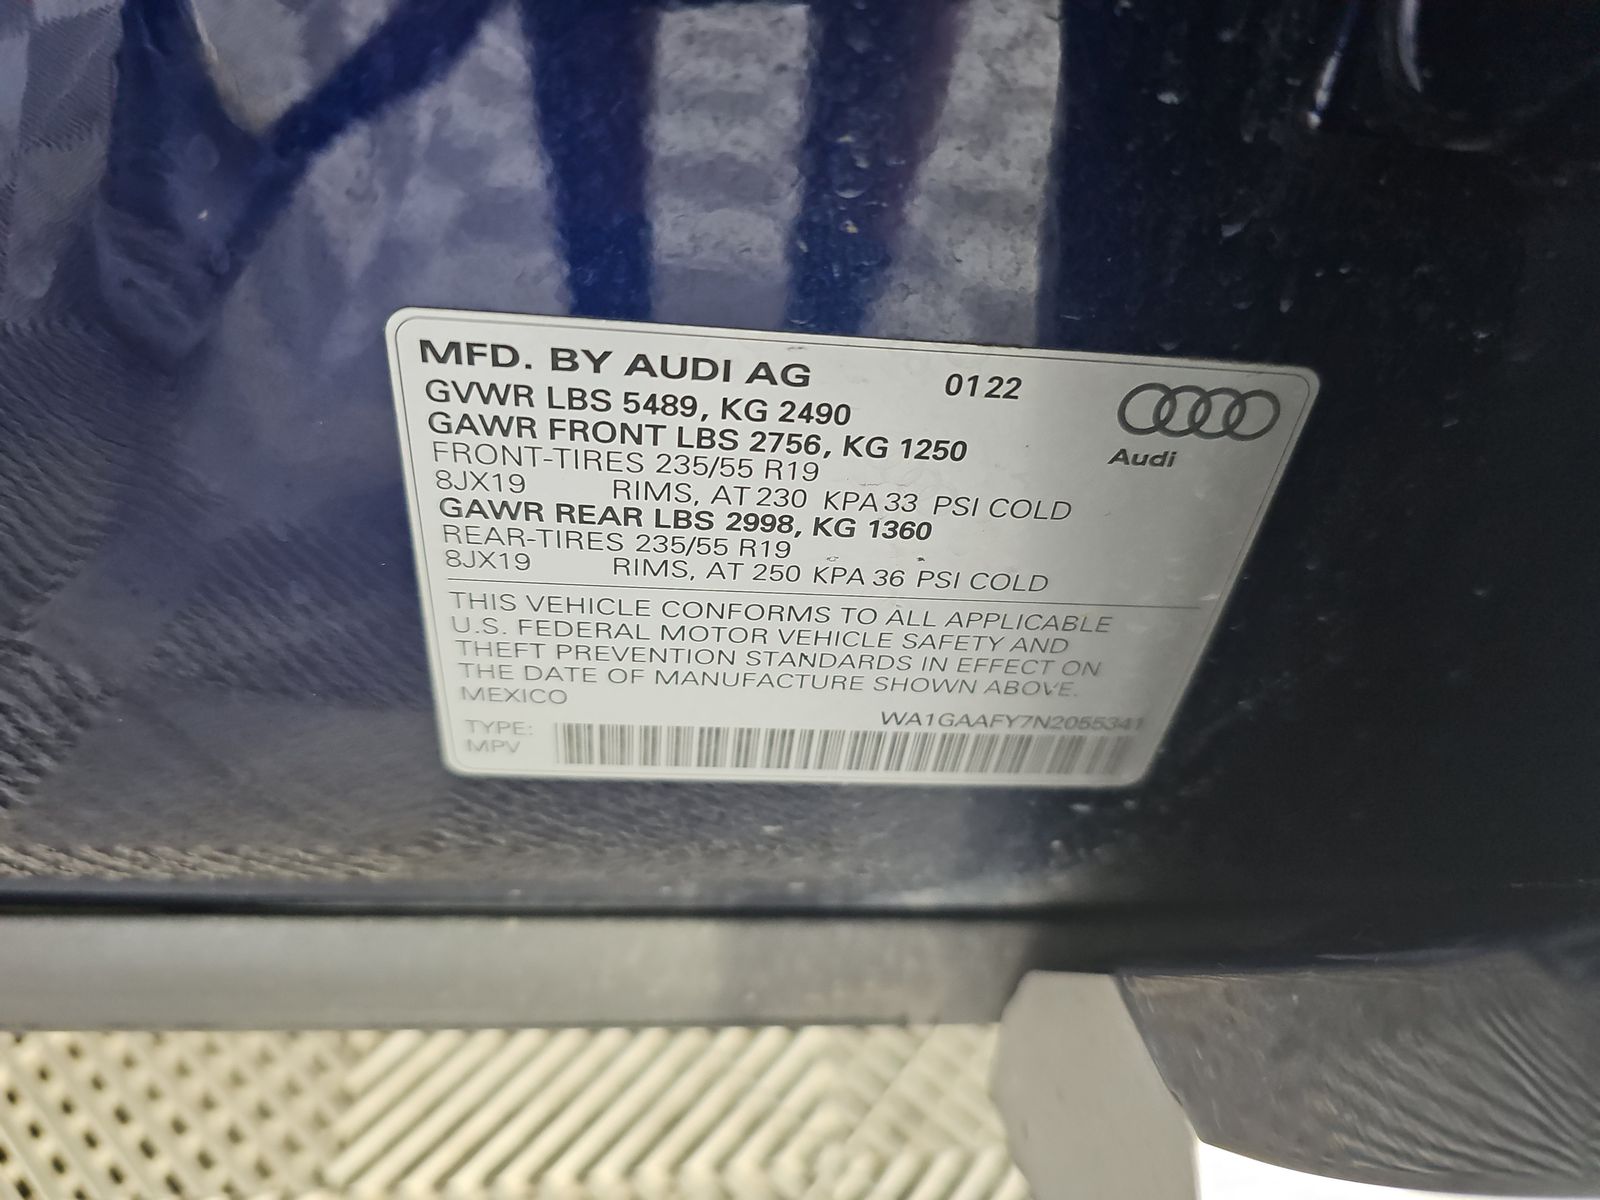 MFD. BY AUDI AG 0122
GVWR LBS 5489, KG 2490
GAWR FRONT LBS 2756, KG 1250
FRONT-TIRES 235/55 R19
8JX19 RIMS, AT 230 KPA 33 PSI COLD
GAWR REAR LBS 2998, KG 1360
REAR-TIRES 235/55 R19
8JX19 RIMS, AT 250 KPA 36 PSI COLD
Audi
THIS VEHICLE CONFORMS TO ALL APPLICABLE
U.S. FEDERAL MOTOR VEHICLE SAFETY AND
THEFT PREVENTION STANDARDS IN EFFECT ON
THE DATE OF MANUFACTURE SHOWN ABOVE.
MEXICO
WA1GAAFY7N2055341
TYPE:
MPV